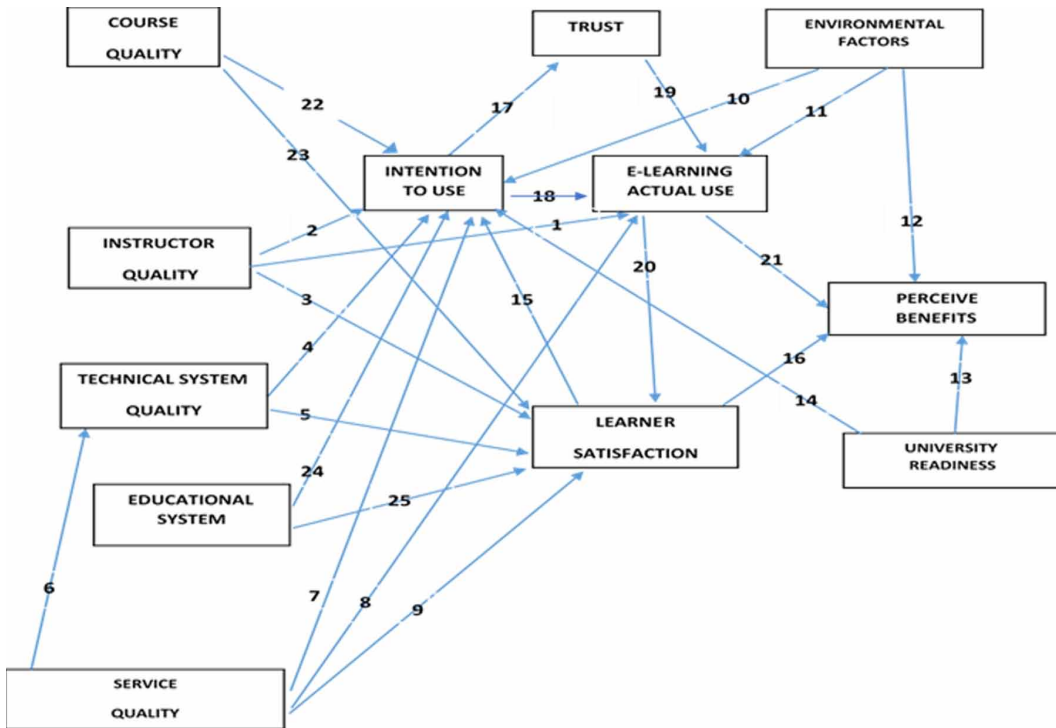 COURSE
QUALITY
TRUST
ENVIRONMENTAL
FACTORS
22
17
19
10
11
23
INTENTION
TO USE
18
E-LEARNING
ACTUAL USE
12
INSTRUCTOR
QUALITY
2
1
20
21
3
15
PERCEIVE
BENEFITS
4
16
13
TECHNICAL SYSTEM
QUALITY
5
14
LEARNER
SATISFACTION
UNIVERSITY
READINESS
24
EDUCATIONAL
SYSTEM
25
6
7
8
9
SERVICE
QUALITY